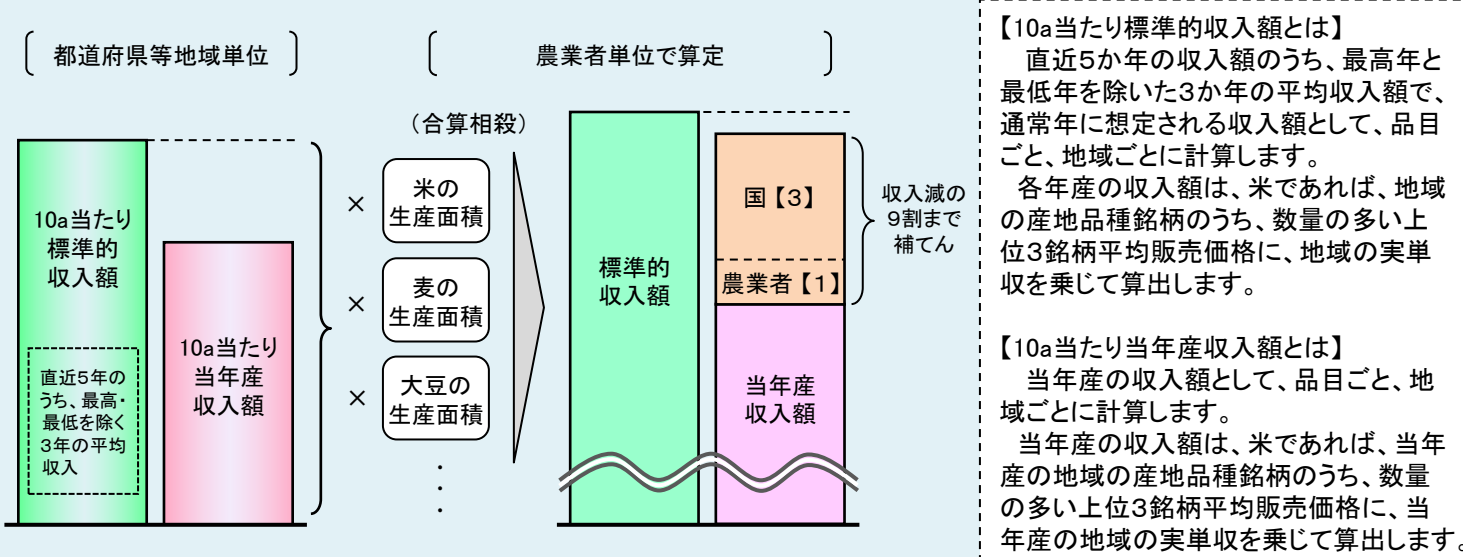 都道府県等地域単位
農業者単位で算定
(合算相殺)
10a当たり
標準的
収入額
直近5年の
うち、最高・
最低を除く
3年の平均
収入
10a当たり
当年産
収入額
×
米の
生産面積
×
麦の
生産面積
×
大豆の
生産面積
・
・
標準的
収入額
国【3】
農業者【1】
当年産
収入額
収入減の
9割まで
補てん
【10a当たり標準的収入額とは】
直近5か年の収入額のうち、最高年と
最低年を除いた3か年の平均収入額で、
通常年に想定される収入額として、品目
ごと、地域ごとに計算します。
各年産の収入額は、米であれば、地域
の産地品種銘柄のうち、数量の多い上
位3銘柄平均販売価格に、地域の実単
収を乗じて算出します。
【10a当たり当年産収入額とは】
当年産の収入額として、品目ごと、地
域ごとに計算します。
当年産の収入額は、米であれば、当年
産の地域の産地品種銘柄のうち、数量
の多い上位3銘柄平均販売価格に、当
年産の地域の実単収を乗じて算出します。